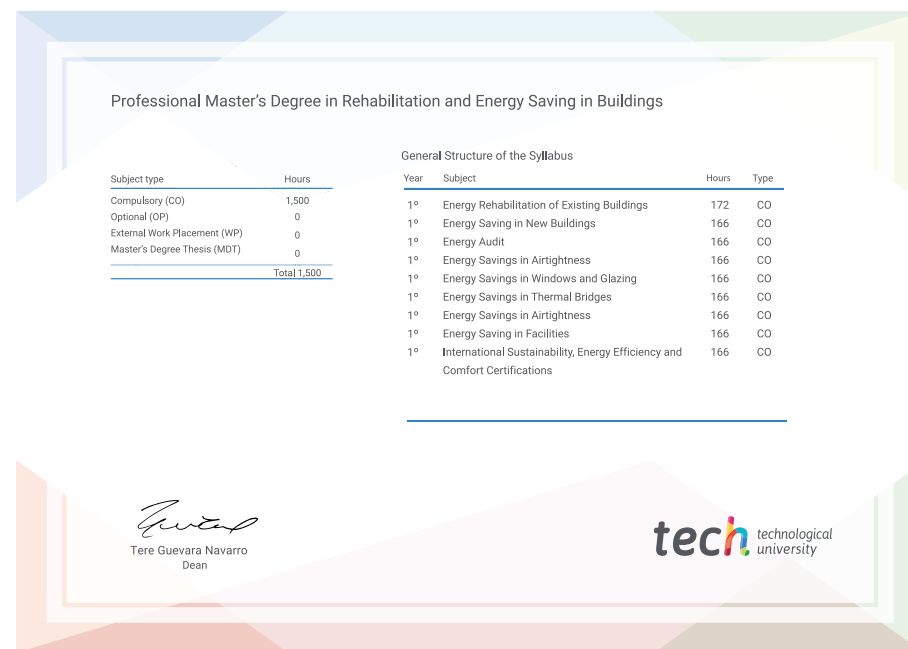 Professional Master's Degree in Rehabilitation and Energy Saving in Buildings
General Structure of the Syllabus
Subject type Hours
Compulsory (CO) 1,500
Optional (OP) 0
External Work Placement (WP) 0
Master's Degree Thesis (MDT) 0
Total 1,500
Year Subject Hours Type
1º Energy Rehabilitation of Existing Buildings 172 CO
1º Energy Saving in New Buildings 166 CO
1º Energy Audit 166 CO
1º Energy Savings in Airtightness 166 CO
1º Energy Savings in Windows and Glazing 166 CO
1º Energy Savings in Thermal Bridges 166 CO
1º Energy Savings in Airtightness 166 CO
1º Energy Saving in Facilities 166 CO
1º International Sustainability, Energy Efficiency and 166 CO
Comfort Certifications
Tere Guevara Navarro
Dean
tech technological
university